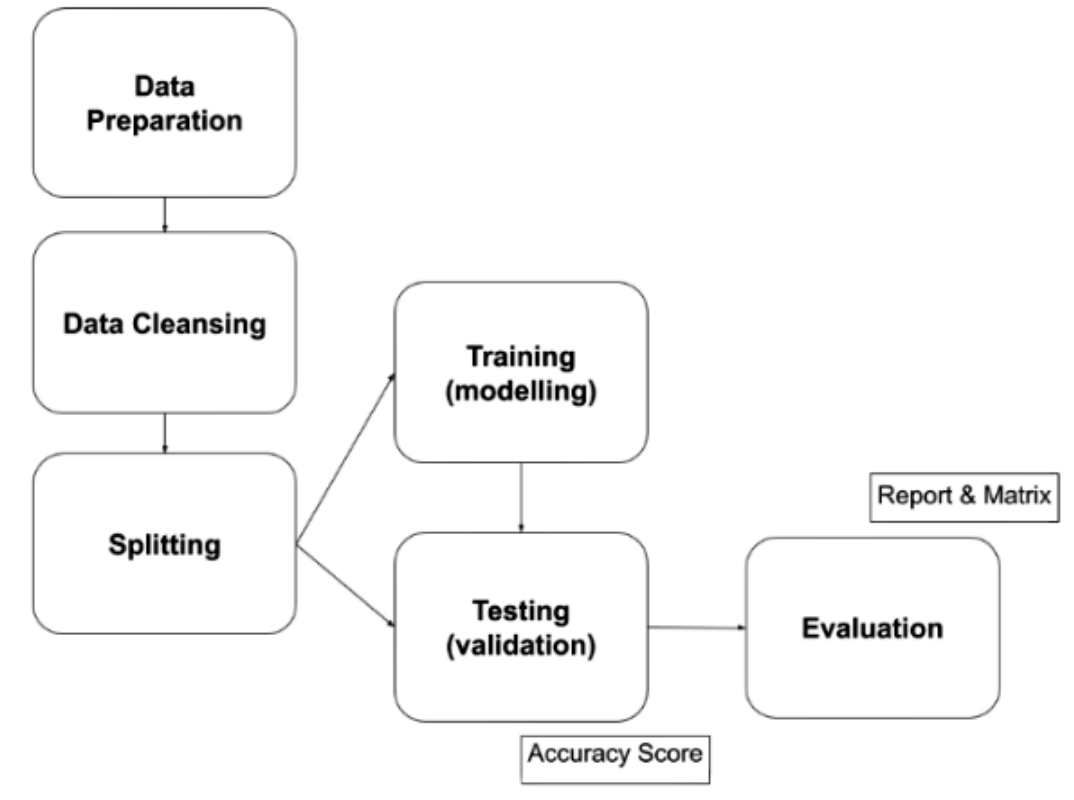 Data
Preparation
Data Cleansing
Splitting
Training
(modelling)
Testing
(validation)
Accuracy Score
Report & Matrix
Evaluation